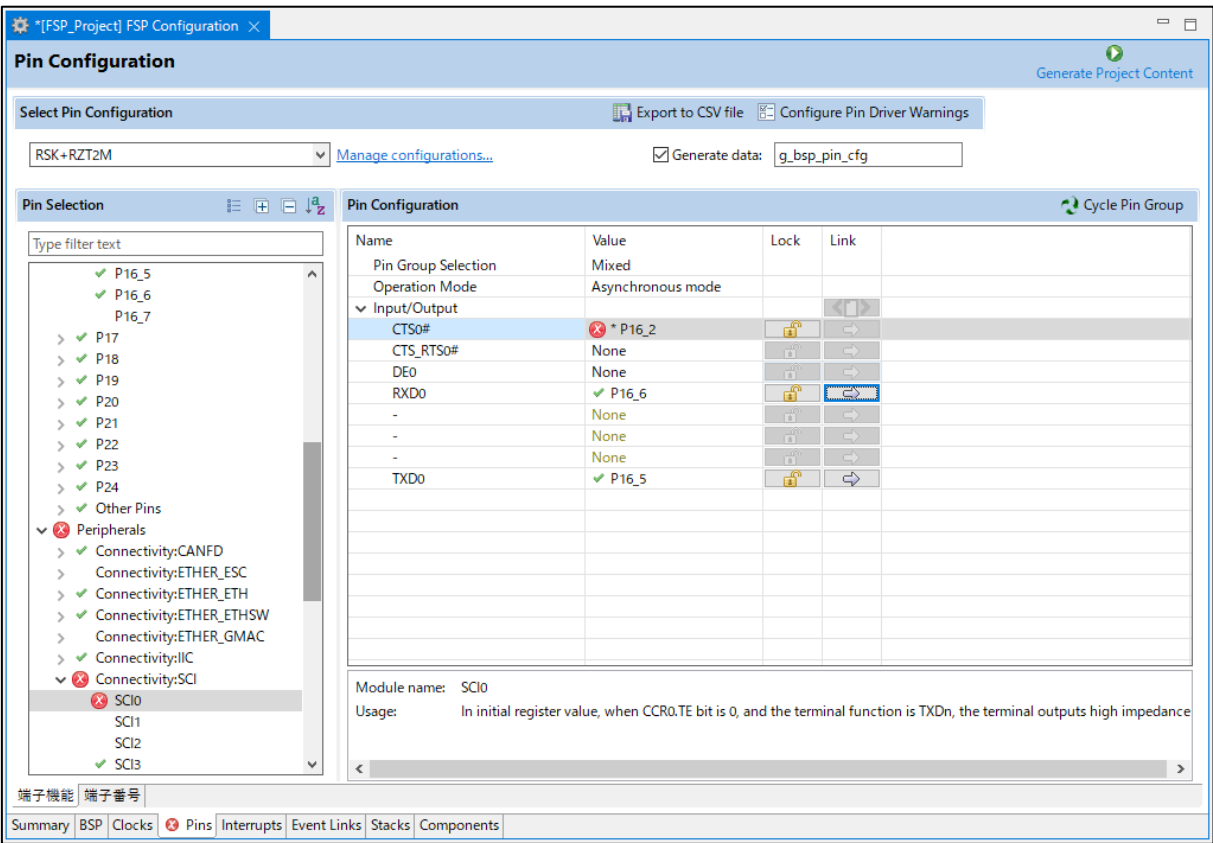 *[FSP_Project] FSP Configuration
Pin Configuration
Generate Project Content
Select Pin Configuration
Export to CSV file
Configure Pin Driver Warnings
RSK+RZT2M
Manage configurations...
Generate data:
g_bsp_pin_cfg
Pin Selection
Type filter text
P16_5
P16_6
P16_7
P17
P18
P19
P20
P21
P22
P23
P24
Other Pins
Peripherals
Connectivity:CANFD
Connectivity:ETHER_ESC
Connectivity:ETHER_ETH
Connectivity:ETHER_ETHSW
Connectivity:ETHER_GMAC
Connectivity:IIC
Connectivity:SCI
SCI0
SCI1
SCI2
SCI3
Pin Configuration
Cycle Pin Group
Name Value Lock Link
Pin Group Selection Mixed
Operation Mode Asynchronous mode
Input/Output
CTS0# * P16_2
CTS_RTS0# None
DE0 None
RXD0 P16_6
- None
- None
- None
TXD0 P16_5
Module name: SCI0
Usage: In initial register value, when CCR0.TE bit is 0, and the terminal function is TXDn, the terminal outputs high impedance
端子機能 端子番号
Summary BSP Clocks Pins Interrupts Event Links Stacks Components